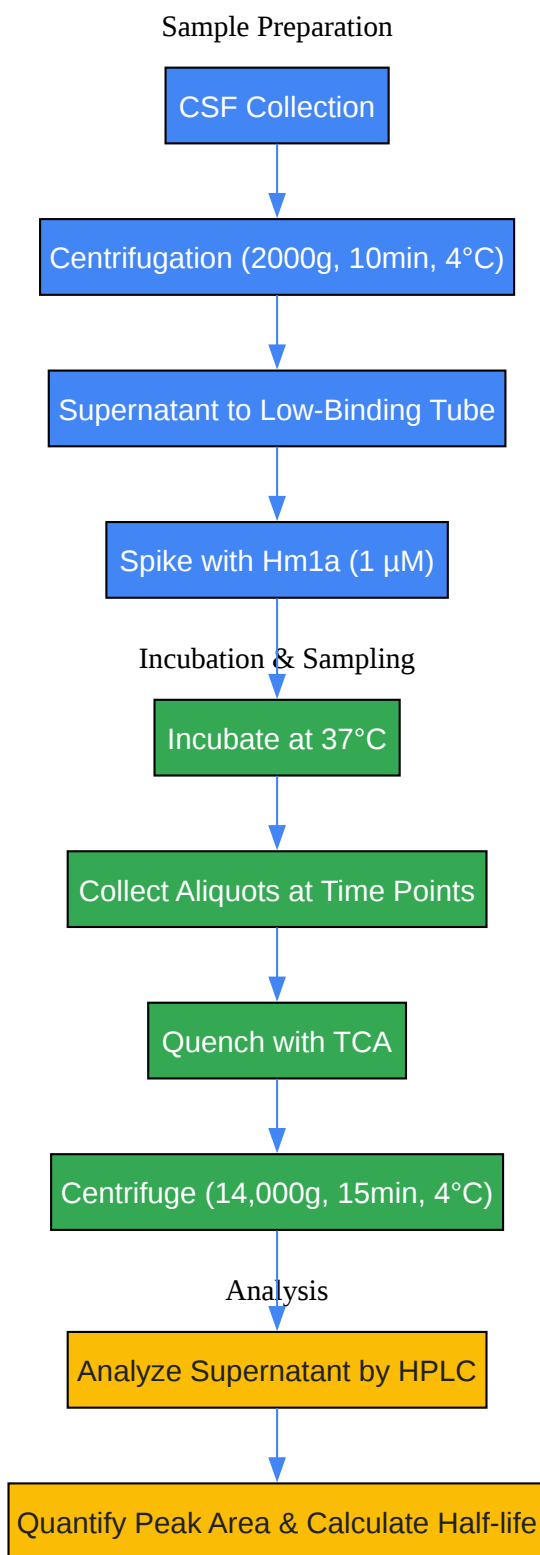 Sample Preparation
CSF Collection
Centrifugation (2000g, 10min, 4°C)
Supernatant to Low-Binding Tube
Spike with Hm1a (1 µM)
Incubation & Sampling
Incubate at 37°C
Collect Aliquots at Time Points
Quench with TCA
Centrifuge (14,000g, 15min, 4°C)
Analysis
Analyze Supernatant by HPLC
Quantify Peak Area & Calculate Half-life